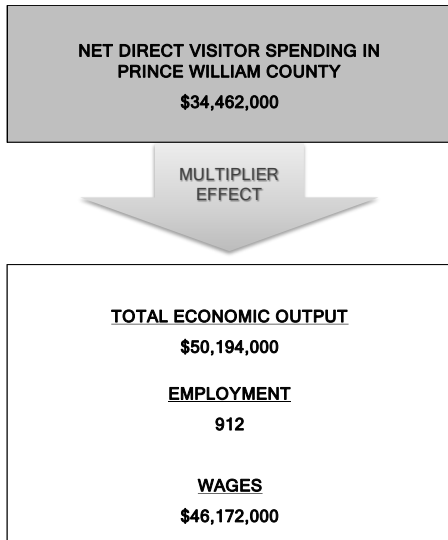 NET DIRECT VISITOR SPENDING IN
PRINCE WILLIAM COUNTY
$34,462,000
MULTIPLIER
EFFECT
TOTAL ECONOMIC OUTPUT
$50,194,000
EMPLOYMENT
912
WAGES
$46,172,000